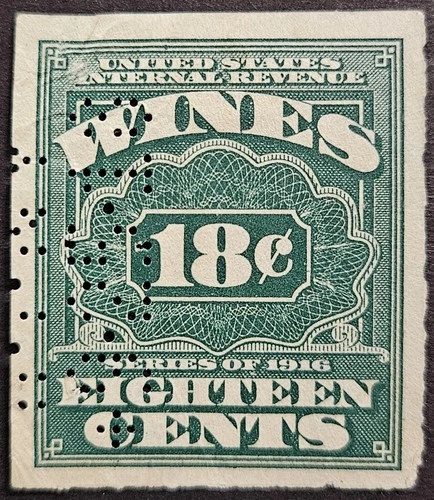 UNITED STATES
INTERNAL REVENUE
WINES
18¢
SERIES OF 1916
EIGHTEEN
CENTS